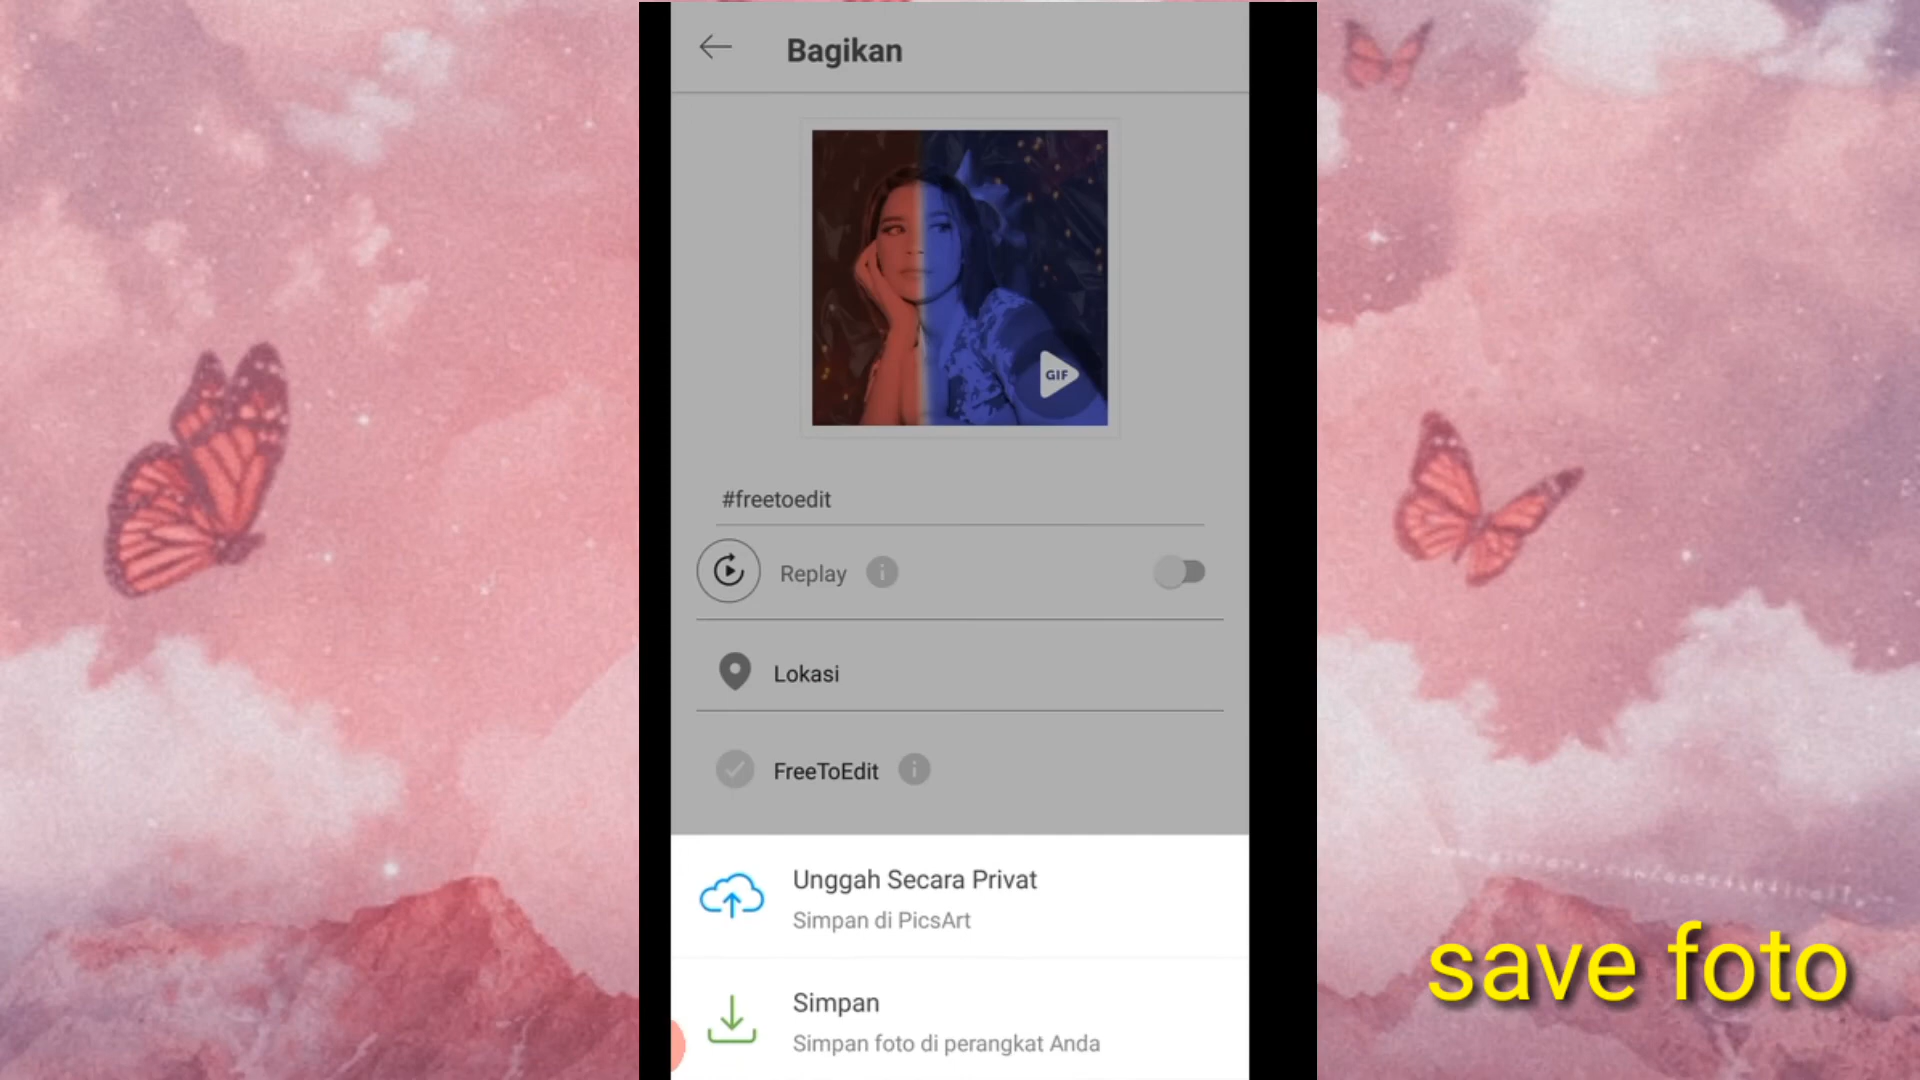 Bagikan
GIF
#freetoedit
Replay
Lokasi
FreeToEdit
Unggah Secara Privat
Simpan di PicsArt
Simpan
Simpan foto di perangkat Anda
save foto